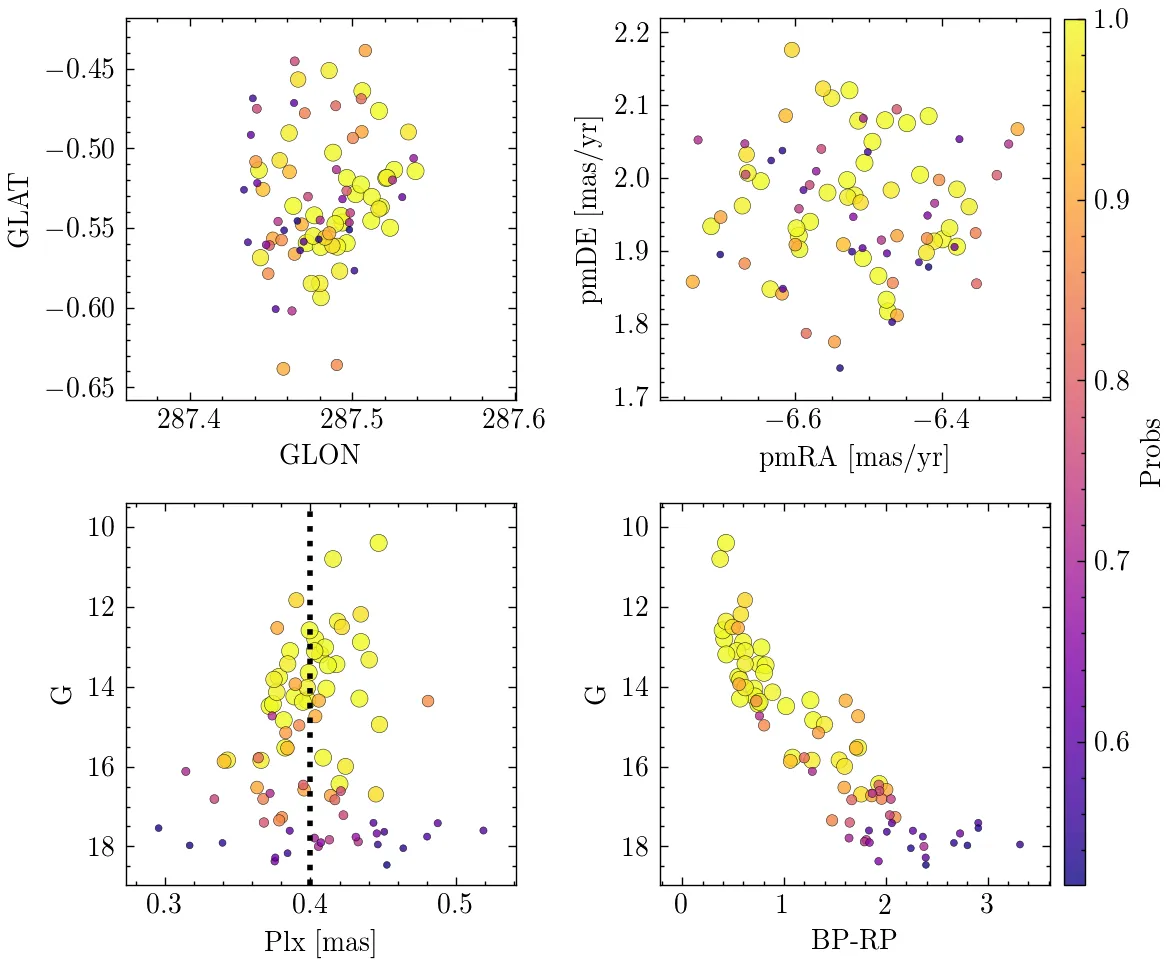 −0.45
−0.50
−0.55
−0.60
−0.65
GLAT
287.4 287.5 287.6
GLON
2.2
2.1
2.0
1.9
1.8
1.7
pmDE [mas/yr]
−6.6 −6.4
pmRA [mas/yr]
10
12
14
16
18
G
0.3 0.4 0.5
Plx [mas]
10
12
14
16
18
G
0 1 2 3
BP-RP
1.0
0.9
0.8
0.7
0.6
Probs